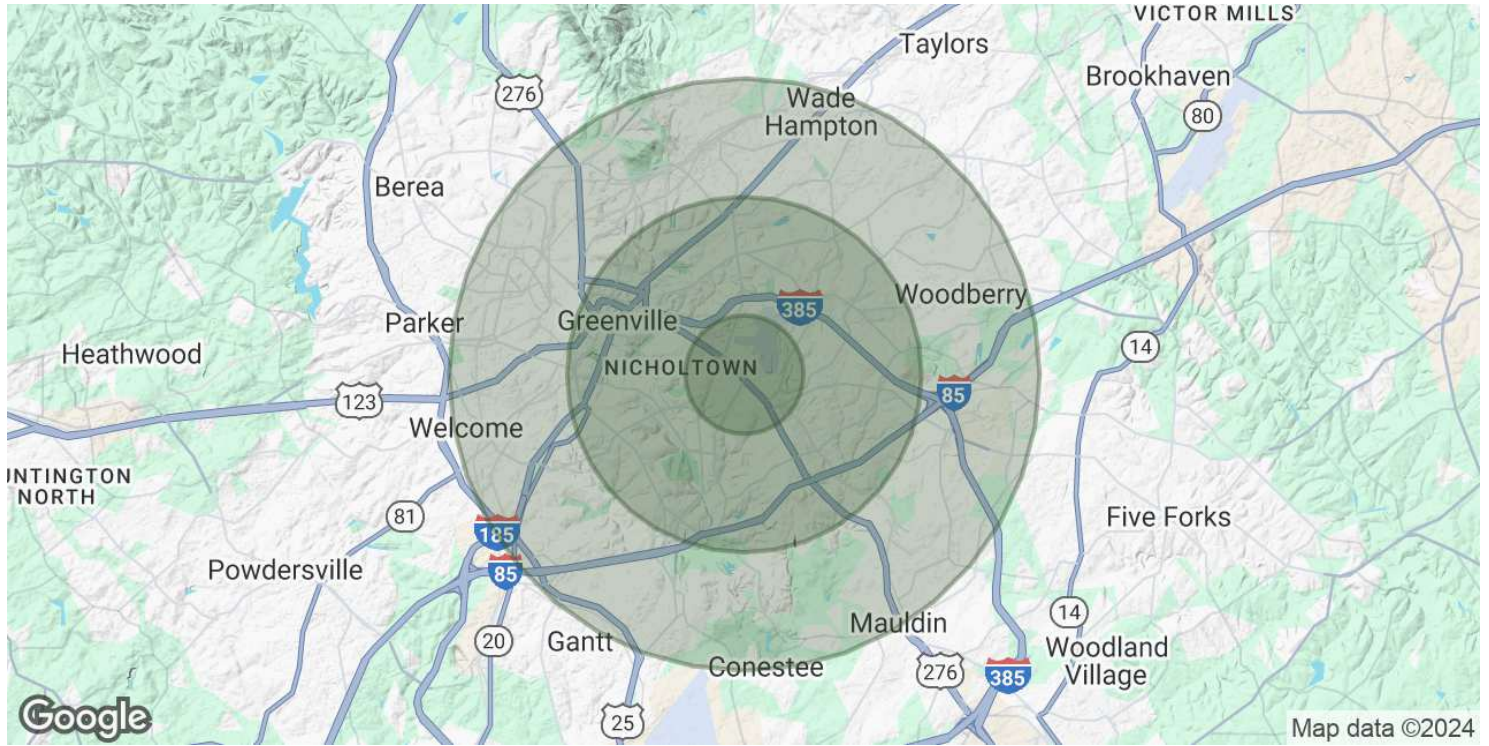 VICTOR MILLS
Taylors
Brookhaven
276
Wade
Hampton
80
Berea
Woodberry
385
Parker
Greenville
14
Heathwood
NICHOLTOWN
85
123
Welcome
UNTINGTON
NORTH
81
Five Forks
185
Powdersville
85
14
Mauldin
20
Gantt
Woodland
Village
Conestee
276
385
25
Google
Map data ©2024